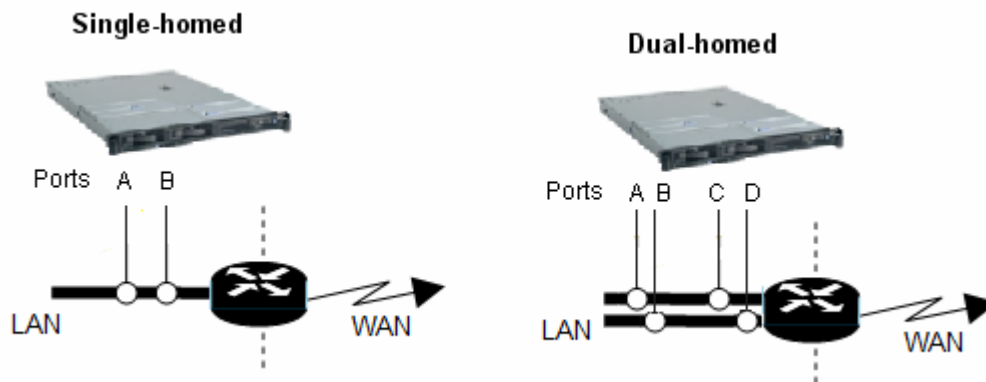 Single-homed
Ports A B
LAN
WAN
Dual-homed
Ports A B C D
LAN
WAN